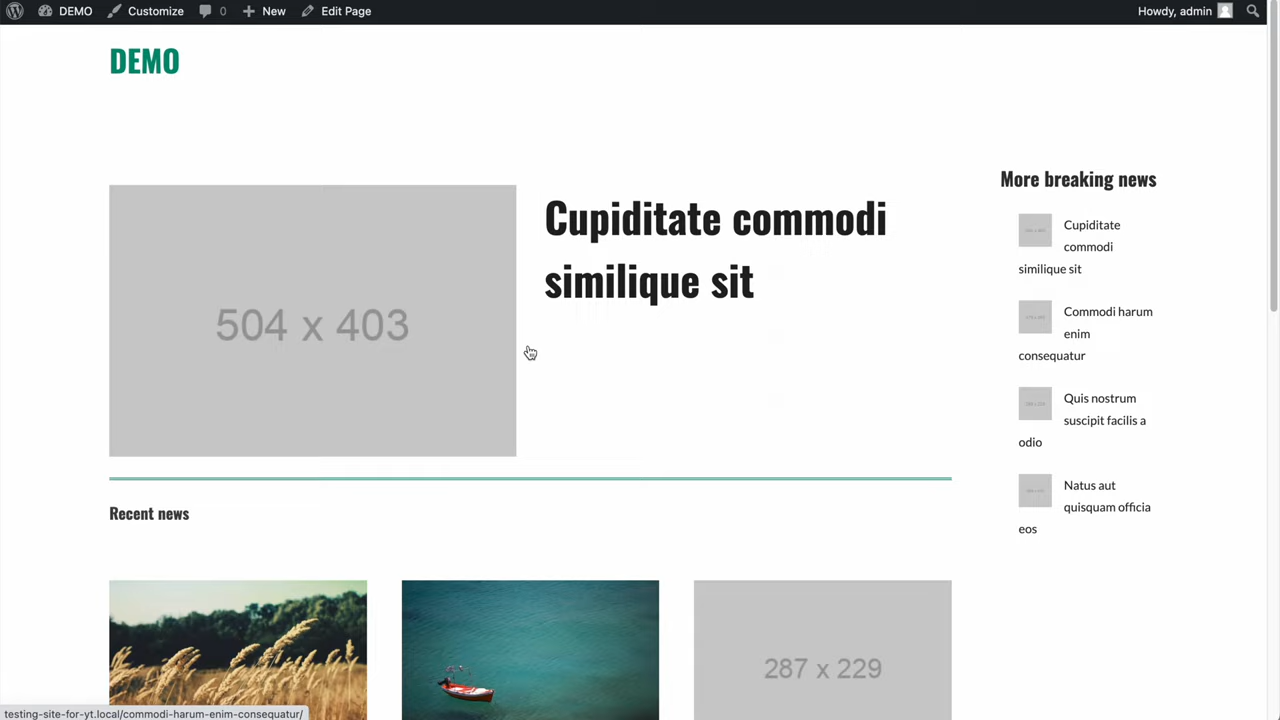 DEMO
Customize
0
New
Edit Page
Howdy, admin
DEMO
504 x 403
Cupiditate commodi
similique sit
More breaking news
Cupiditate
commodi
similique sit
Commodi harum
enim
consequatur
Quis nostrum
suscipit facilis a
odio
Natus aut
quisquam officia
eos
Recent news
287 x 229
testing-site-for-yt.local/commodi-harum-enim-consequatur/